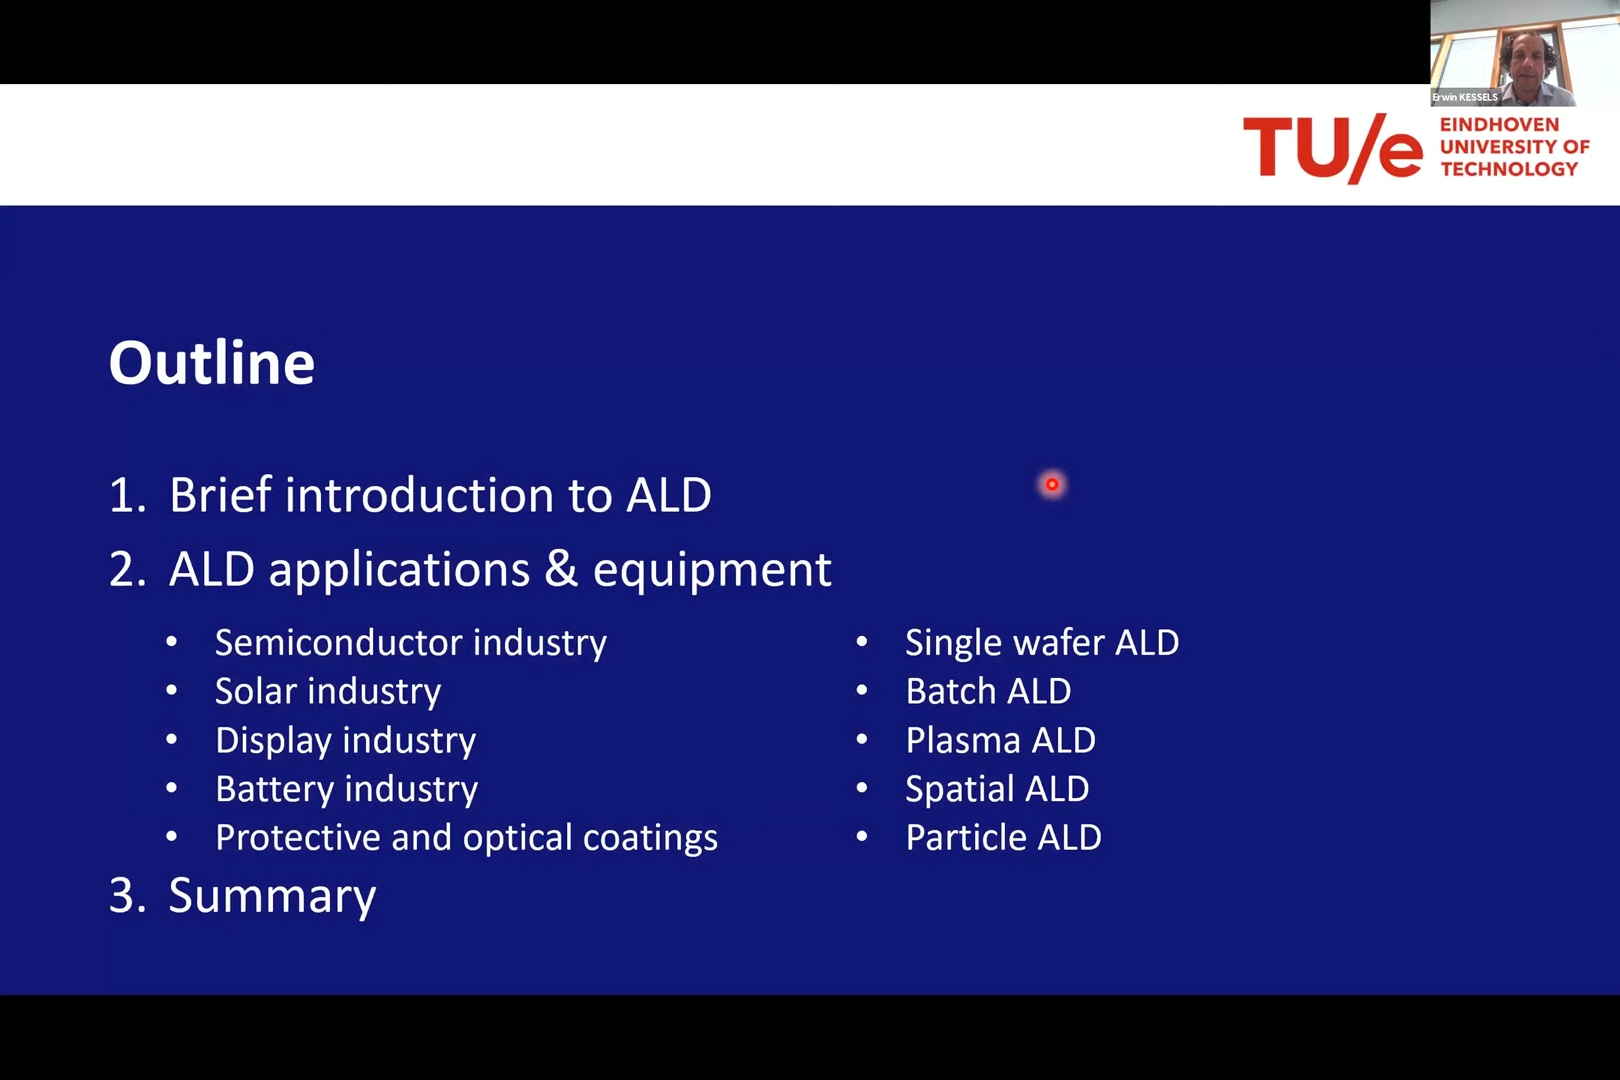 Erwin KESSELS
TU/e
EINDHOVEN
UNIVERSITY OF
TECHNOLOGY
Outline
1. Brief introduction to ALD
2. ALD applications & equipment
• Semiconductor industry
• Solar industry
• Display industry
• Battery industry
• Protective and optical coatings
• Single wafer ALD
• Batch ALD
• Plasma ALD
• Spatial ALD
• Particle ALD
3. Summary